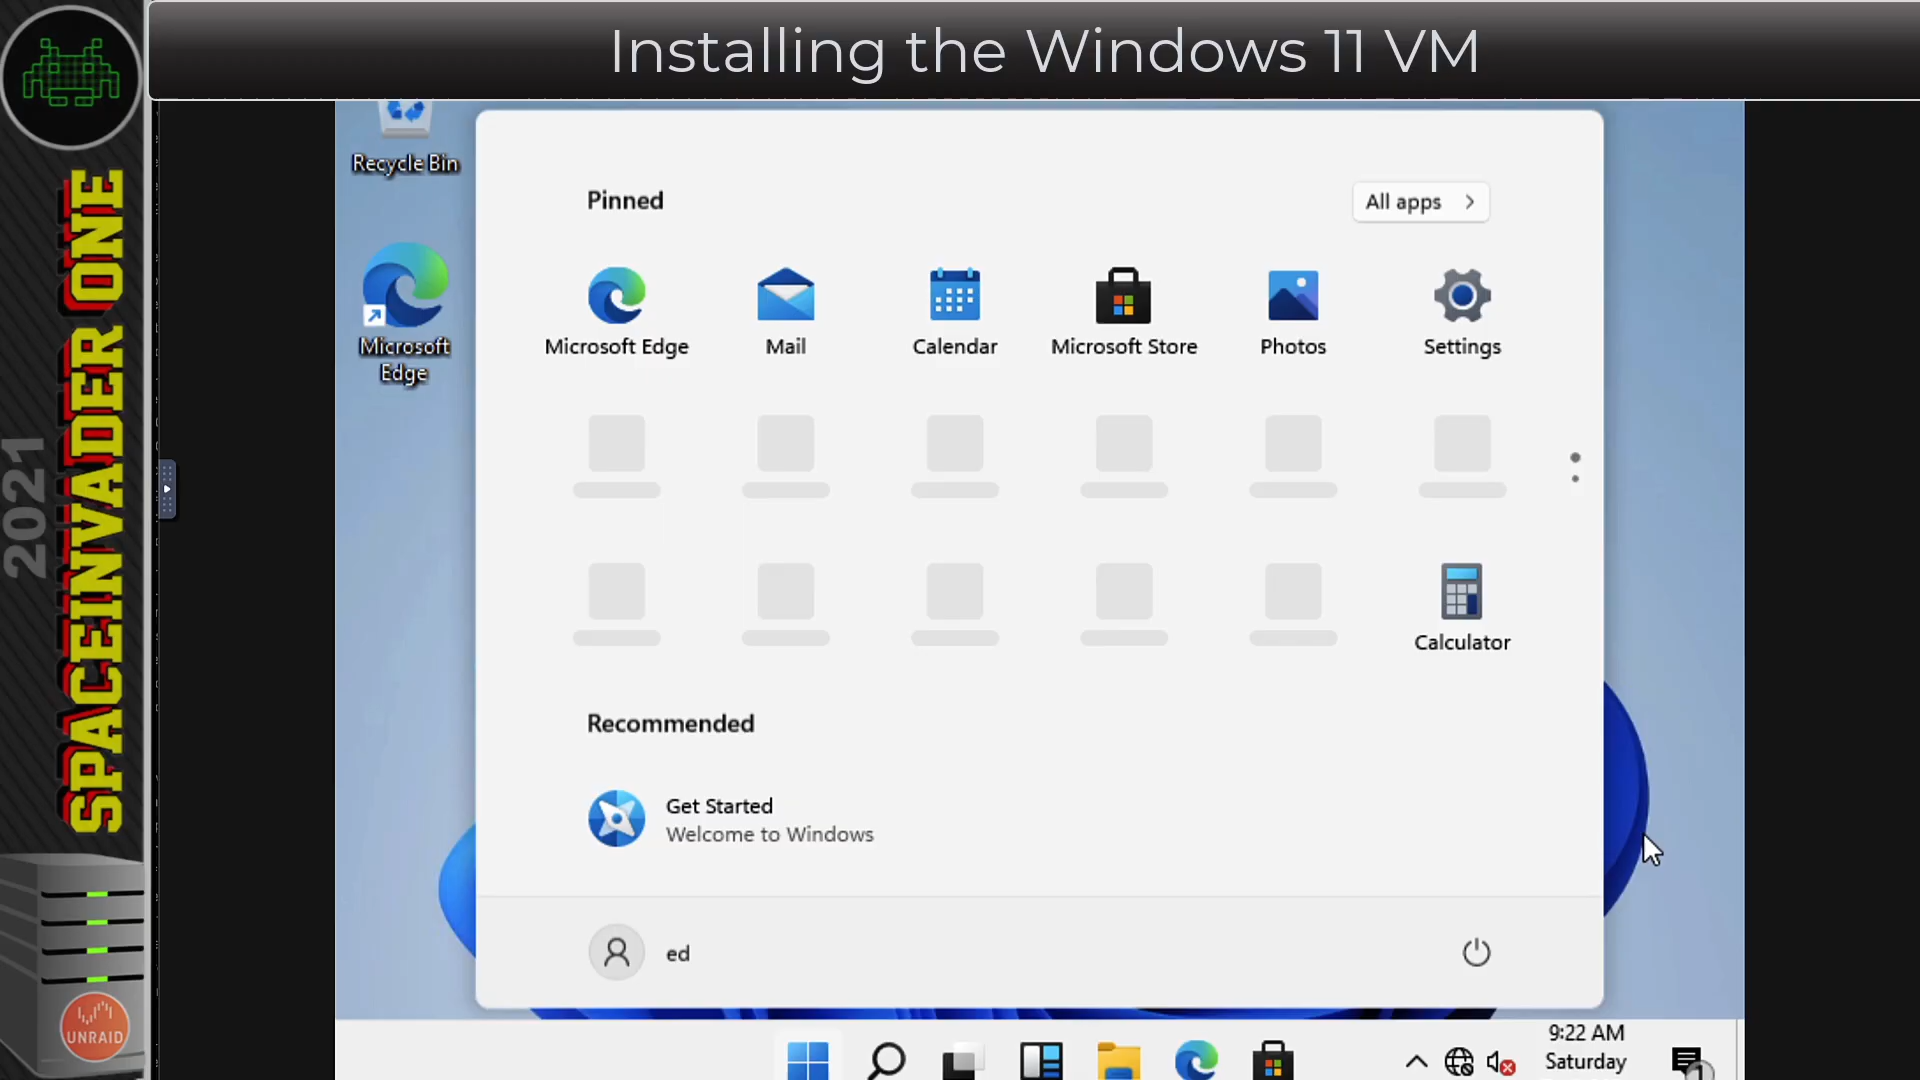 Installing the Windows 11 VM
2021
SPACEINVADER ONE
UNRAID
Recycle Bin
Microsoft
Edge
Pinned
All apps
Microsoft Edge
Mail
Calendar
Microsoft Store
Photos
Settings
Calculator
Recommended
Get Started
Welcome to Windows
ed
9:22 AM
Saturday
1